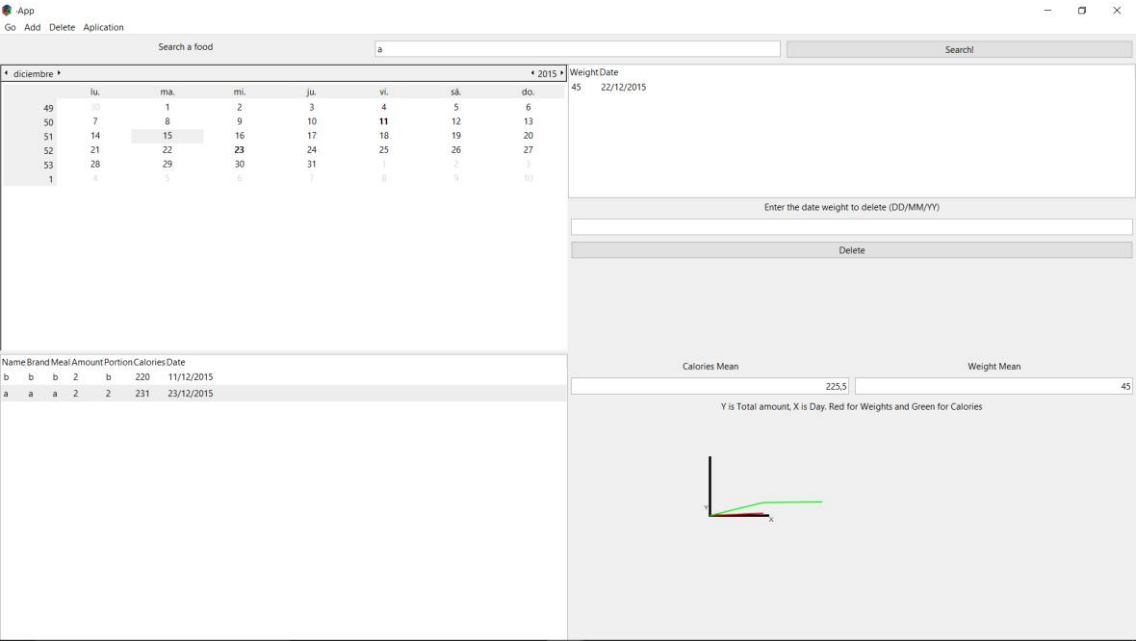 ·App
Go Add Delete Aplication
Search a food a Search!
diciembre 2015
lu. ma. mi. ju. vi. sá. do.
49 30 1 2 3 4 5 6
50 7 8 9 10 11 12 13
51 14 15 16 17 18 19 20
52 21 22 23 24 25 26 27
53 28 29 30 31 1 2 3
1 4 5 6 7 8 9 10
Weight Date
45 22/12/2015
Enter the date weight to delete (DD/MM/YY)
Delete
Name Brand Meal Amount Portion Calories Date
b b b 2 b 220 11/12/2015
a a a 2 2 231 23/12/2015
Calories Mean Weight Mean
225,5 45
Y is Total amount, X is Day. Red for Weights and Green for Calories
Y
X